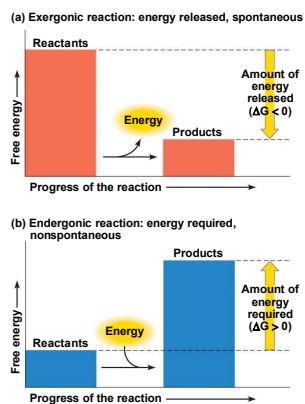 (a) Exergonic reaction: energy released, spontaneous
Reactants
Free energy
Energy
Products
Amount of
energy
released
(ΔG < 0)
Progress of the reaction
(b) Endergonic reaction: energy required,
nonspontaneous
Products
Free energy
Energy
Reactants
Amount of
energy
required
(ΔG > 0)
Progress of the reaction